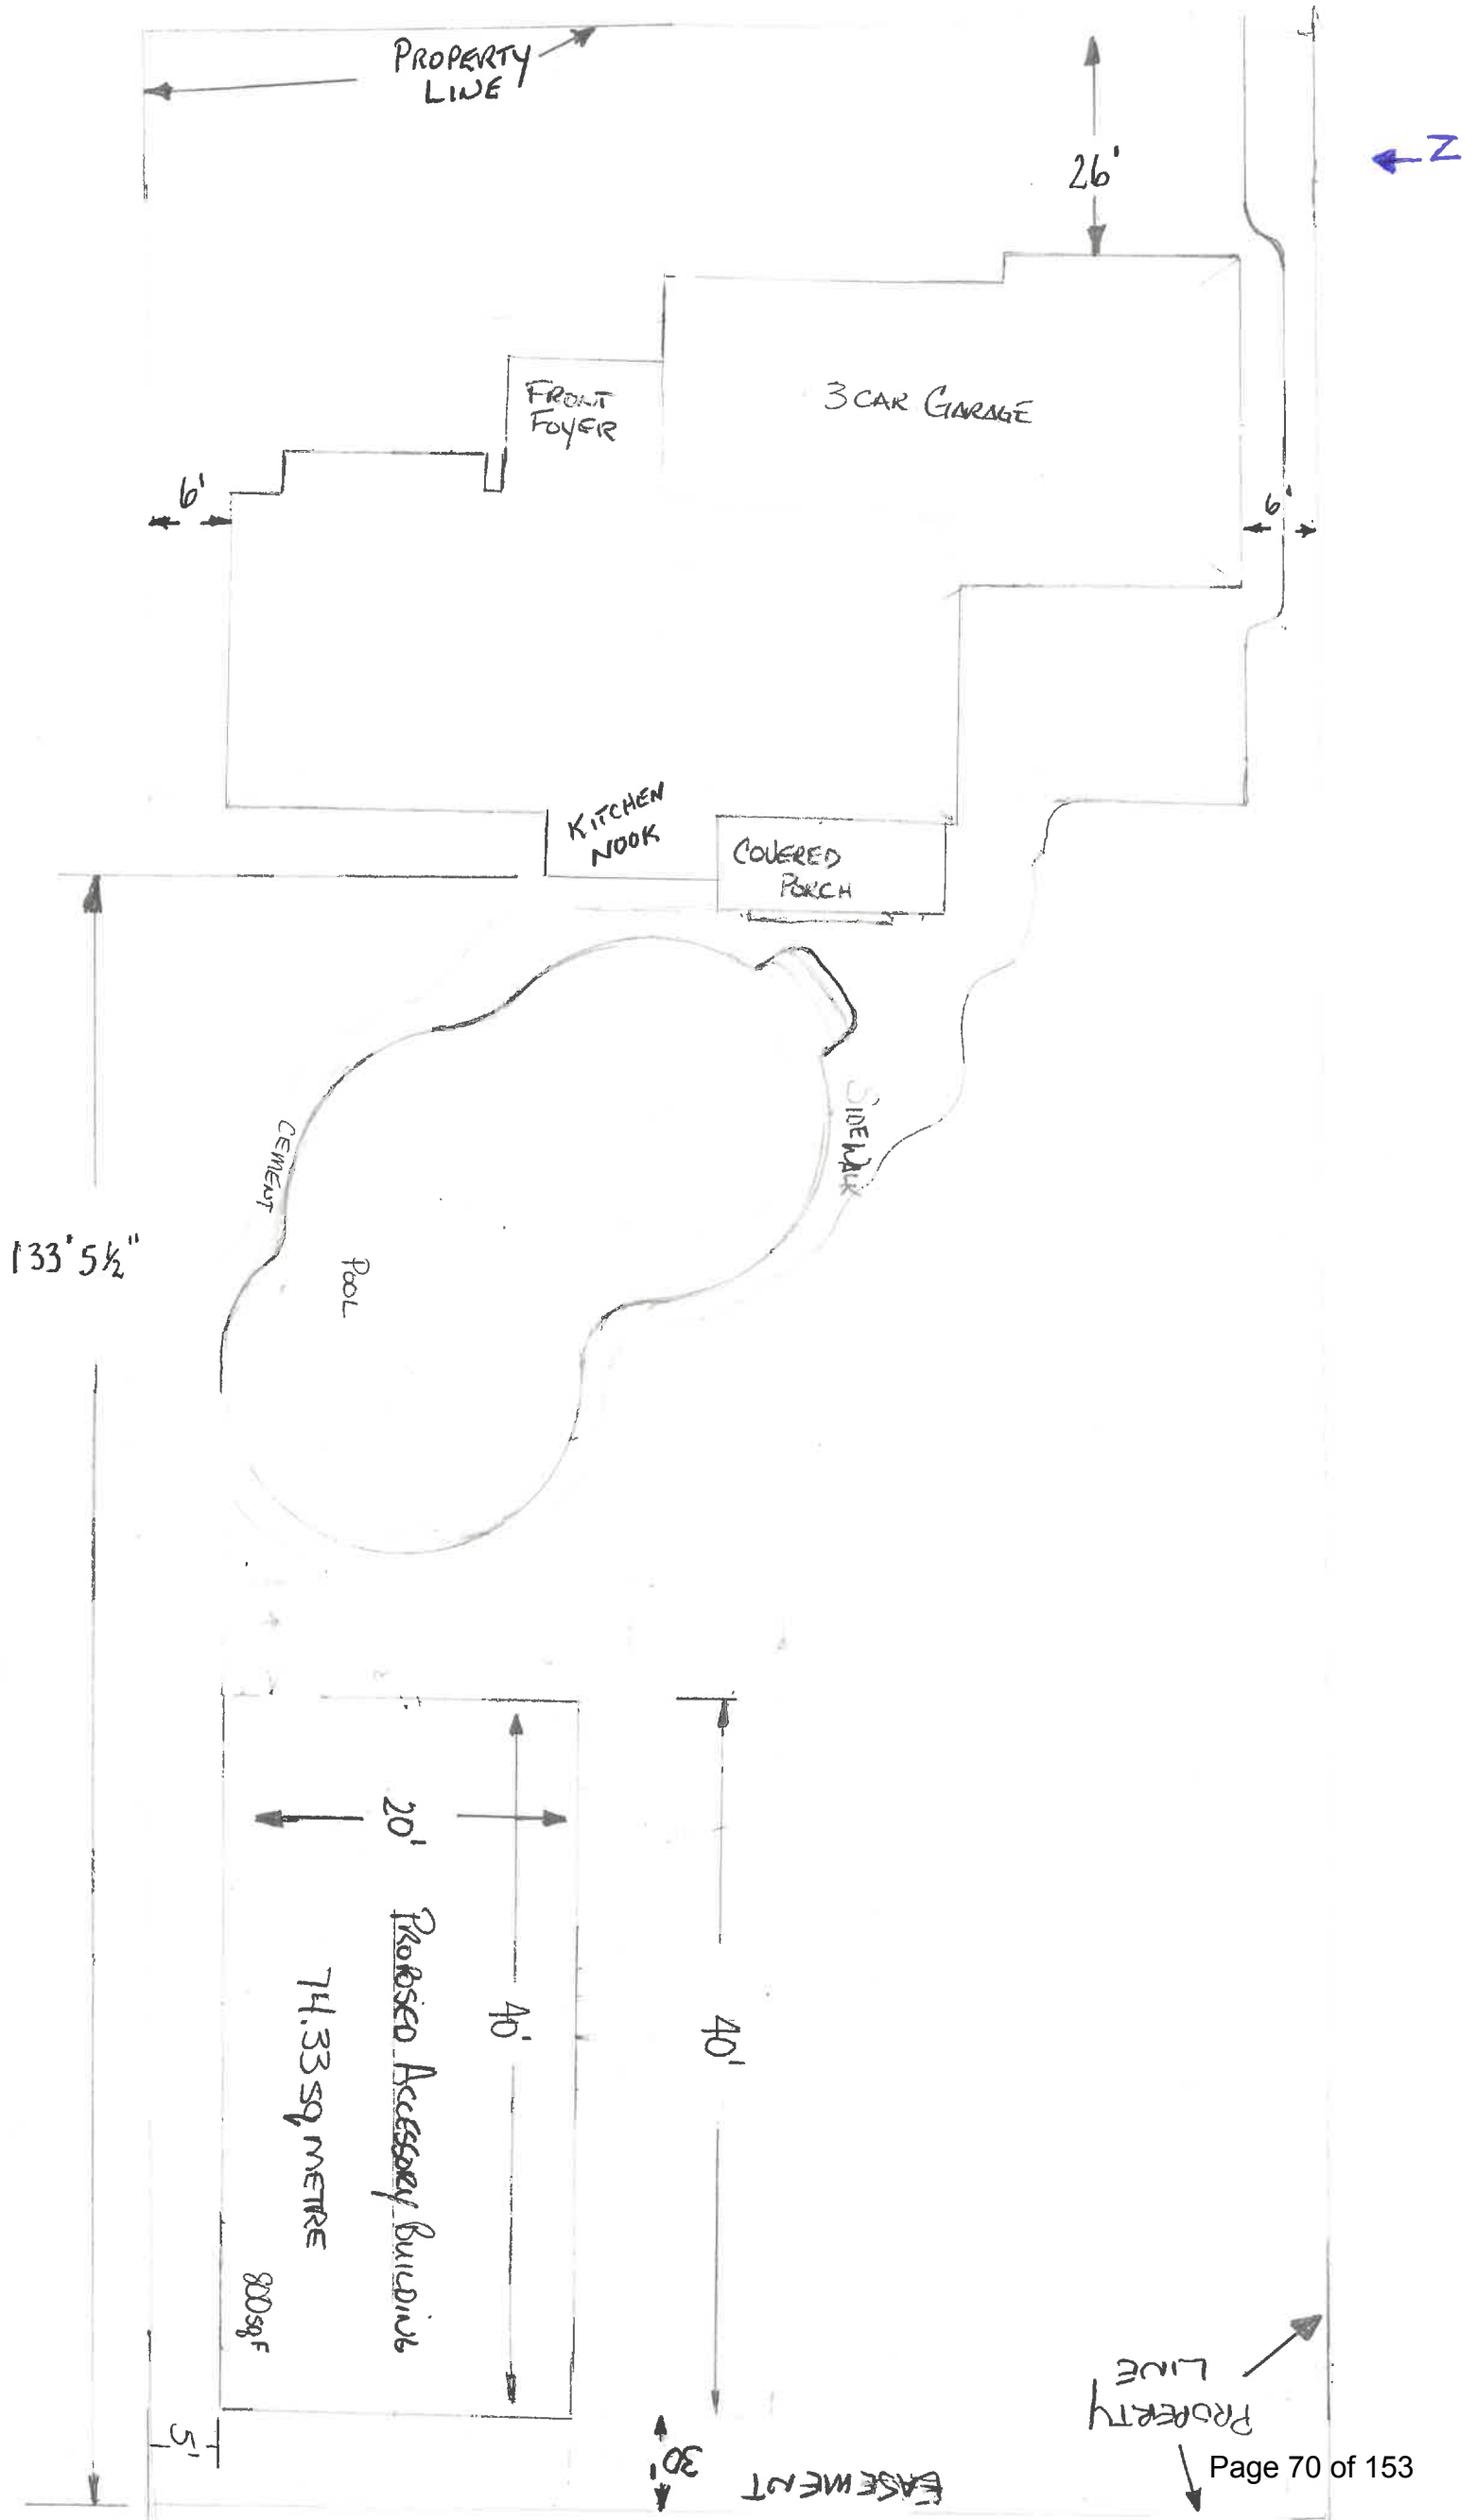 PROPERTY
LINE
26'
Z
FRONT
FOYER
3 CAR GARAGE
6'
6'
KITCHEN
NOOK
COVERED
PORCH
SIDEWALK
CEMENT
POOL
133' 5½"
20'
40'
40'
PROPOSED ACCESSORY BUILDING
74.33 SQ METRE
800 sq F
5'
30'
EASEMENT
PROPERTY
LINE
Page 70 of 153